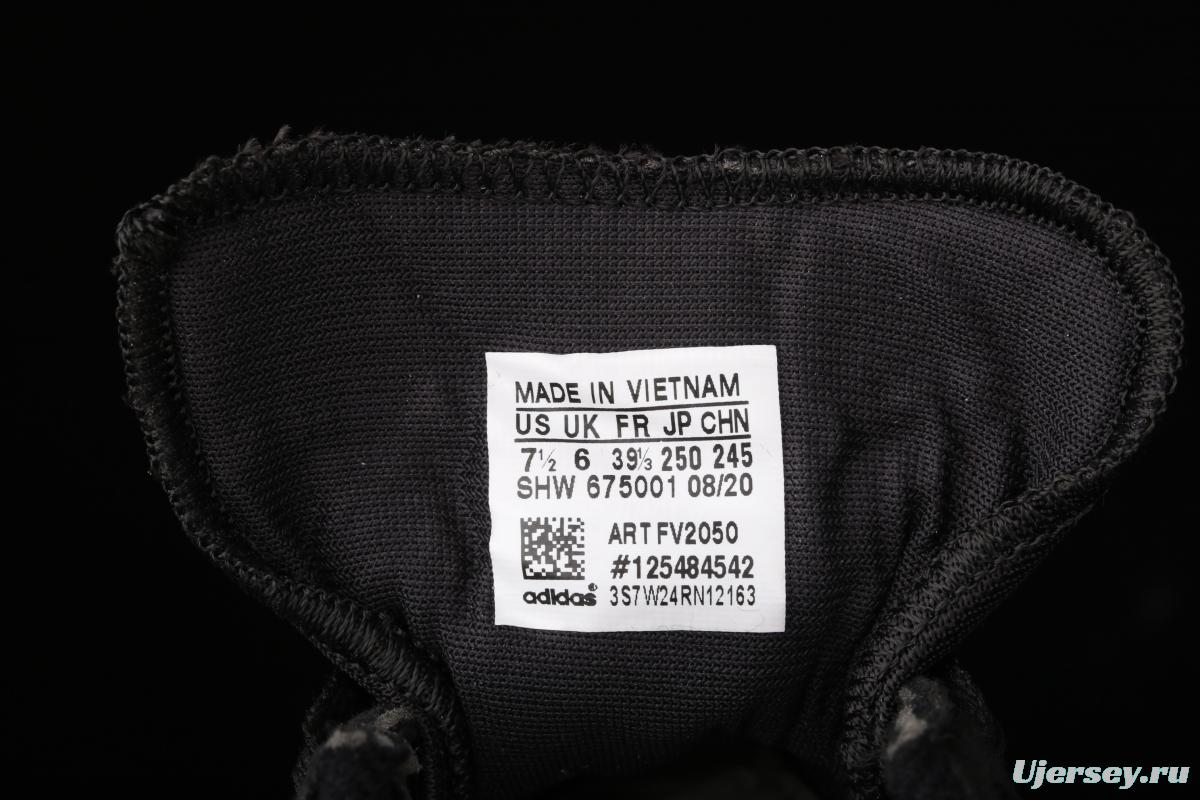 MADE IN VIETNAM
US UK FR JP CHN
7½ 6 39⅓ 250 245
SHW 675001 08/20
ART FV2050
#125484542
adidas® 3S7W24RN12163
Ujersey.ru